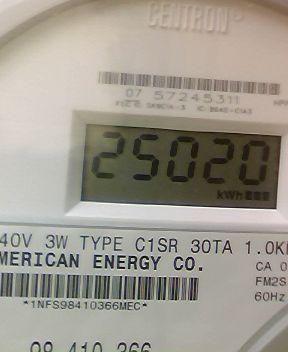 CENTRON®
07 57245311
25020
kWh
40V 3W TYPE C1SR 30TA 1.0K
MERICAN ENERGY CO.
CA 0
FM2S
60Hz
*1NFS98410366MEC*
98 410 366